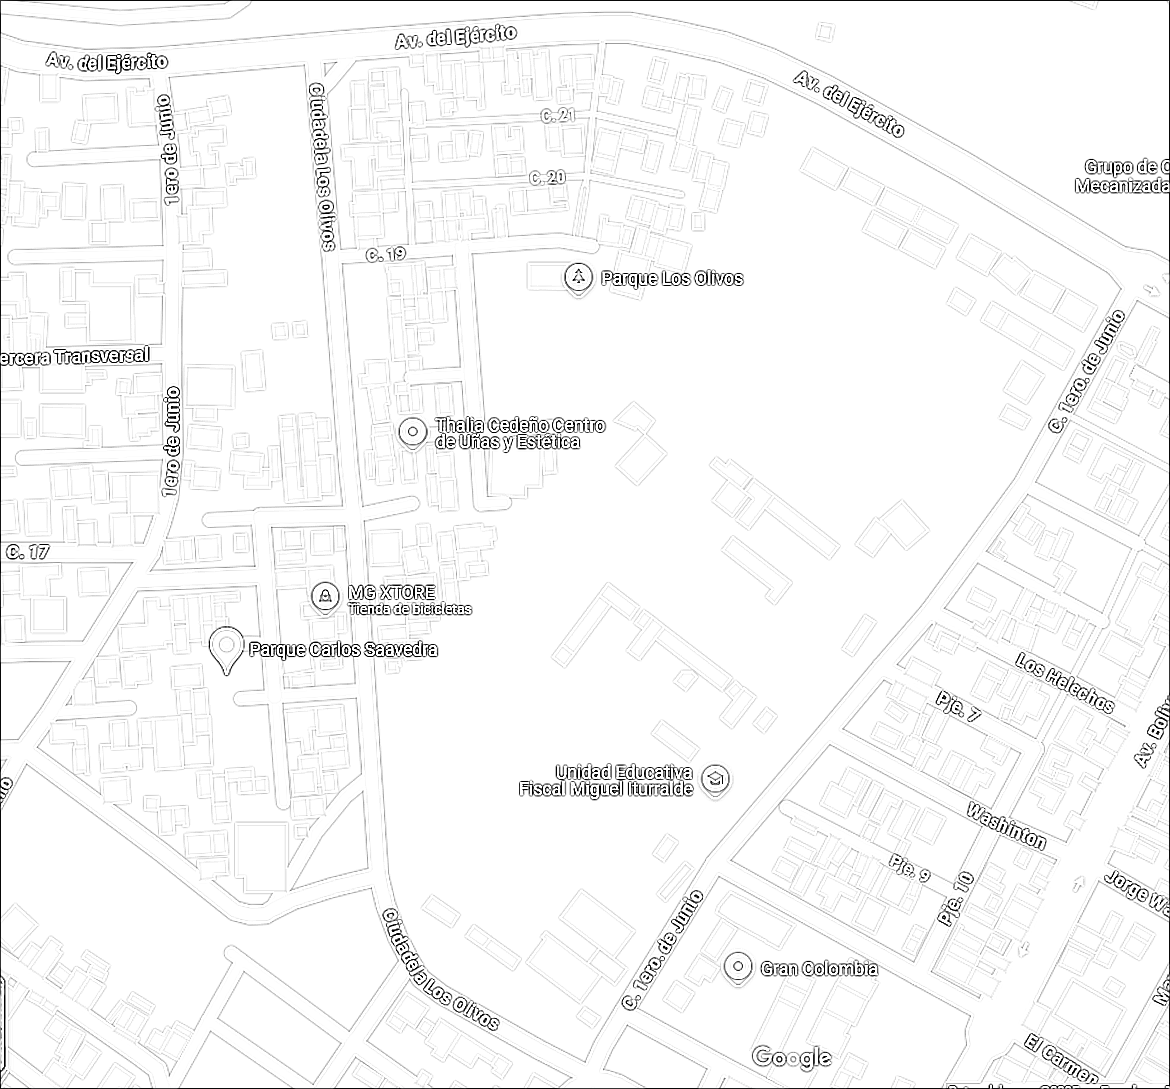 Av. del Ejército
Av. del Ejército
Av. del Ejército
1ero de Junio
Ciudadela Los Olivos
C. 21
C. 20
Grupo de C
Mecanizada
C. 19
Parque Los Olivos
ercera Transversal
C. 1ero. de Junio
1ero de Junio
Thalia Cedeño Centro
de Uñas y Estética
C. 17
MG XTORE
Tienda de bicicletas
Parque Carlos Saavedra
Los Helechos
Pje. 7
Av. Boliv
Unidad Educativa
Fiscal Miguel Iturralde
Washinton
Pje. 9
Pje. 10
Jorge Wa
C. 1ero. de Junio
Ciudadela Los Olivos
Gran Colombia
El Carmen
Google